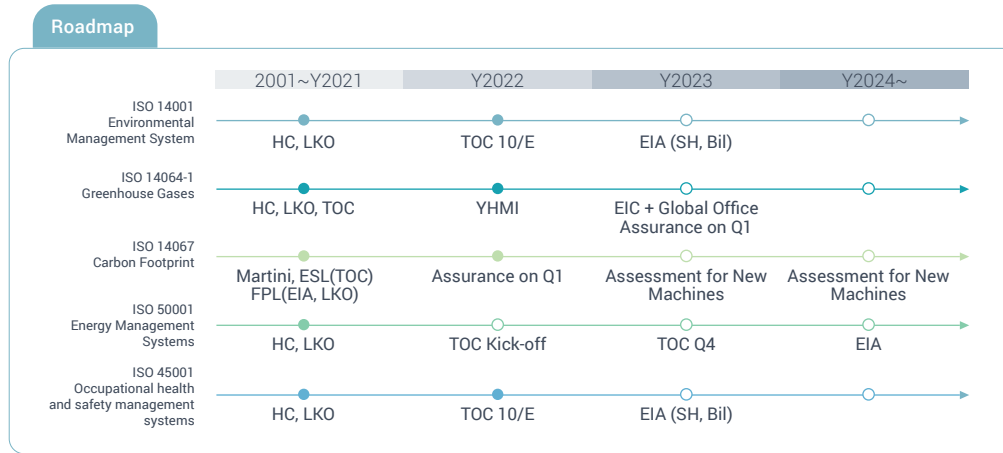 Roadmap
2001~Y2021 Y2022 Y2023 Y2024~
ISO 14001
Environmental
Management System
HC, LKO TOC 10/E EIA (SH, Bil)
ISO 14064-1
Greenhouse Gases
HC, LKO, TOC YHMI EIC + Global Office
Assurance on Q1
ISO 14067
Carbon Footprint
Martini, ESL(TOC) Assurance on Q1 Assessment for New Assessment for New
FPL(EIA, LKO) Machines Machines
ISO 50001
Energy Management
Systems
HC, LKO TOC Kick-off TOC Q4 EIA
ISO 45001
Occupational health
and safety management
systems
HC, LKO TOC 10/E EIA (SH, Bil)